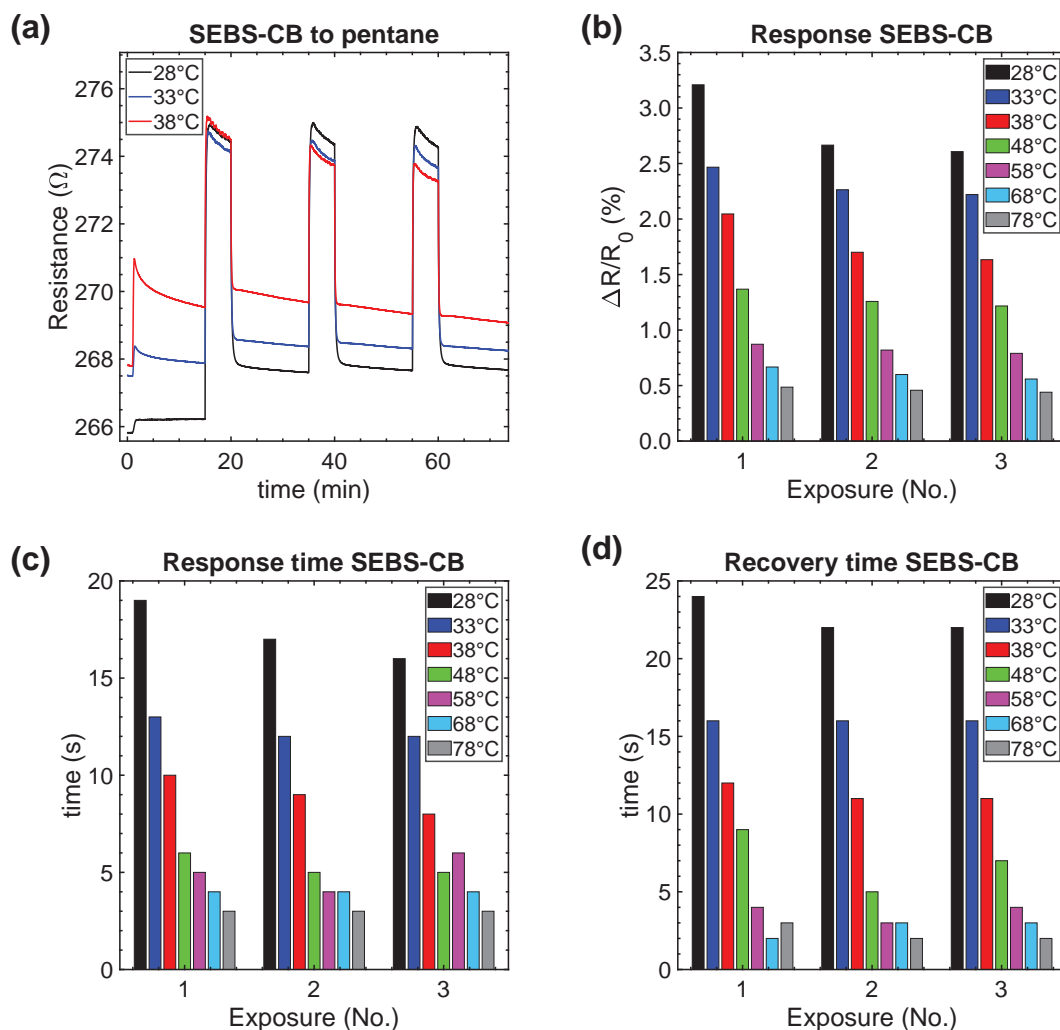 (a)
SEBS-CB to pentane
28°C
33°C
38°C
276
274
272
270
268
266
Resistance (Ω)
0
20
40
60
time (min)
(b)
Response SEBS-CB
28°C
33°C
38°C
48°C
58°C
68°C
78°C
3.5
3.0
2.5
2.0
1.5
1.0
0.5
0.0
ΔR/R0 (%)
1
2
3
Exposure (No.)
(c)
Response time SEBS-CB
28°C
33°C
38°C
48°C
58°C
68°C
78°C
20
15
10
5
0
time (s)
1
2
3
Exposure (No.)
(d)
Recovery time SEBS-CB
28°C
33°C
38°C
48°C
58°C
68°C
78°C
25
20
15
10
5
0
time (s)
1
2
3
Exposure (No.)